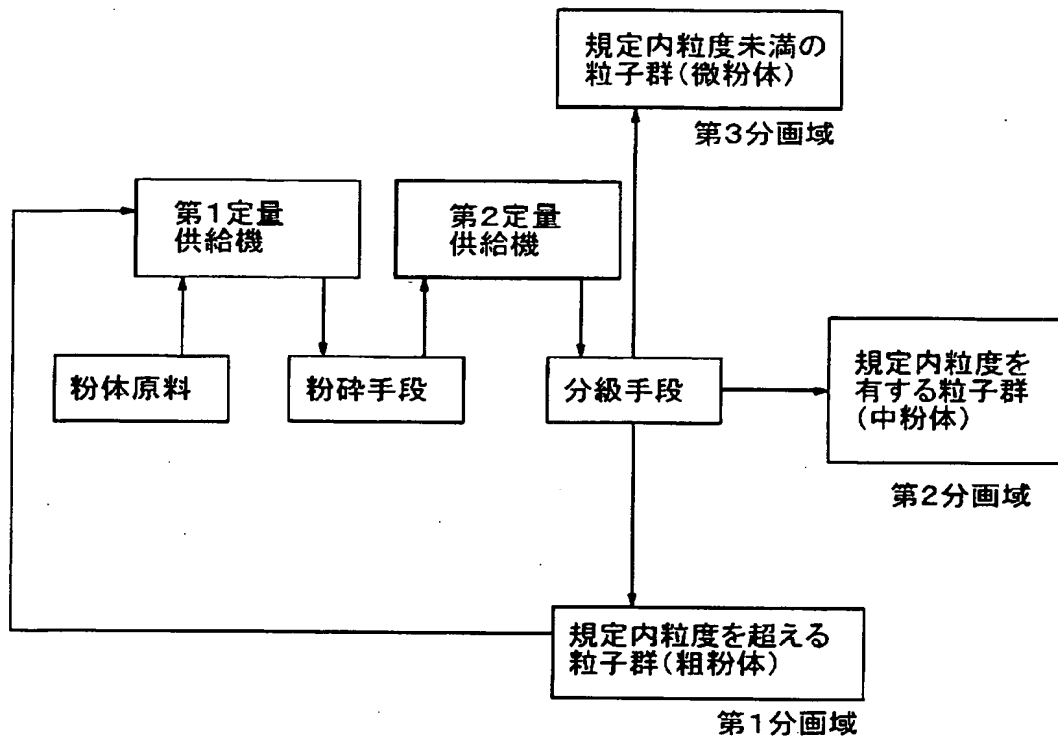 規定内粒度未満の
粒子群(微粉体)
第3分画域
第1定量
供給機
第2定量
供給機
粉体原料
粉砕手段
分級手段
規定内粒度を
有する粒子群
(中粉体)
第2分画域
規定内粒度を超える
粒子群(粗粉体)
第1分画域